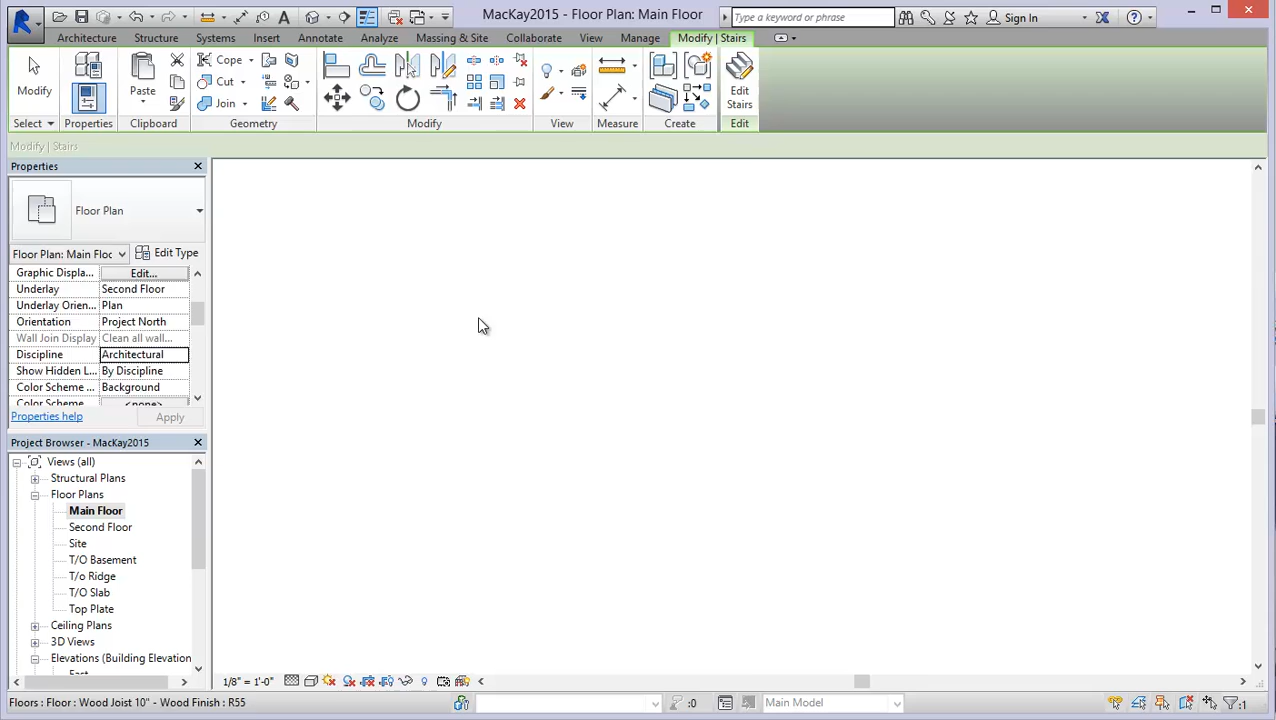 MacKay2015 - Floor Plan: Main Floor
Type a keyword or phrase
Sign In
Architecture Structure Systems Insert Annotate Analyze Massing & Site Collaborate View Manage Modify | Stairs
Modify
Paste
Cope
Cut
Join
Edit
Stairs
Select Properties Clipboard Geometry Modify View Measure Create Edit
Modify | Stairs
Properties
Floor Plan
Floor Plan: Main Floc
Edit Type
Graphic Displa... Edit...
Underlay Second Floor
Underlay Orien... Plan
Orientation Project North
Wall Join Display Clean all wall...
Discipline Architectural
Show Hidden L... By Discipline
Color Scheme ... Background
Color Scheme <none>
Properties help
Apply
Project Browser - MacKay2015
Views (all)
Structural Plans
Floor Plans
Main Floor
Second Floor
Site
T/O Basement
T/o Ridge
T/O Slab
Top Plate
Ceiling Plans
3D Views
Elevations (Building Elevation
East
1/8" = 1'-0"
Floors : Floor : Wood Joist 10" - Wood Finish : R55
:0
Main Model
:1